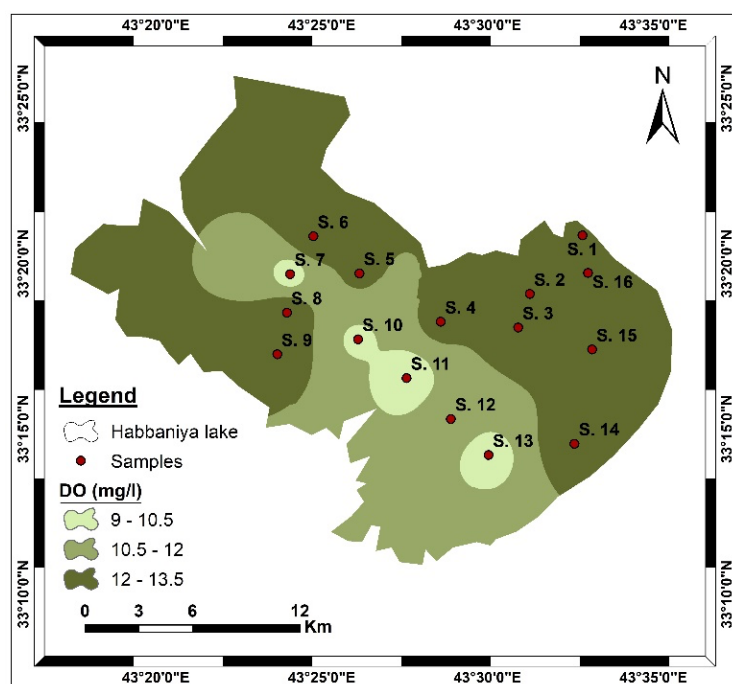 43°20'0"E 43°25'0"E 43°30'0"E 43°35'0"E
33°25'0"N 33°25'0"N
N
S. 6
S. 1
33°20'0"N 33°20'0"N
S. 7
S. 5
S. 16
S. 2
S. 8
S. 4
S. 3
S. 10
S. 9
S. 15
S. 11
Legend
Habbaniya lake
S. 12
33°15'0"N 33°15'0"N
S. 14
S. 13
Samples
DO (mg/l)
9 - 10.5
10.5 - 12
12 - 13.5
33°10'0"N 33°10'0"N
0 3 6 12
Km
43°20'0"E 43°25'0"E 43°30'0"E 43°35'0"E